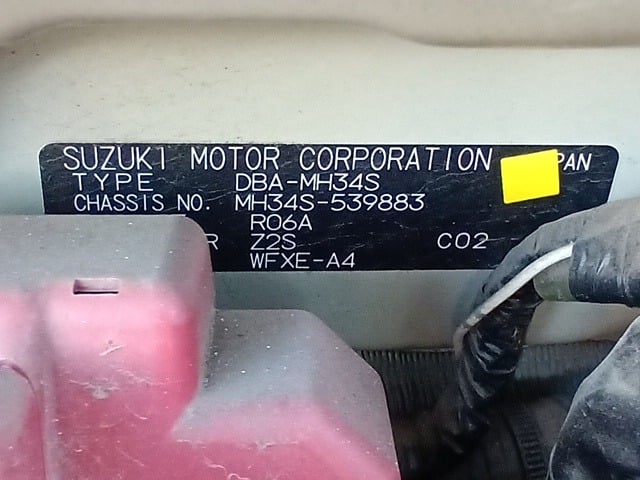 SUZUKI MOTOR CORPORATION PAN
TYPE DBA-MH34S
CHASSIS NO. MH34S-539883
R06A
R Z2S C02
WFXE-A4